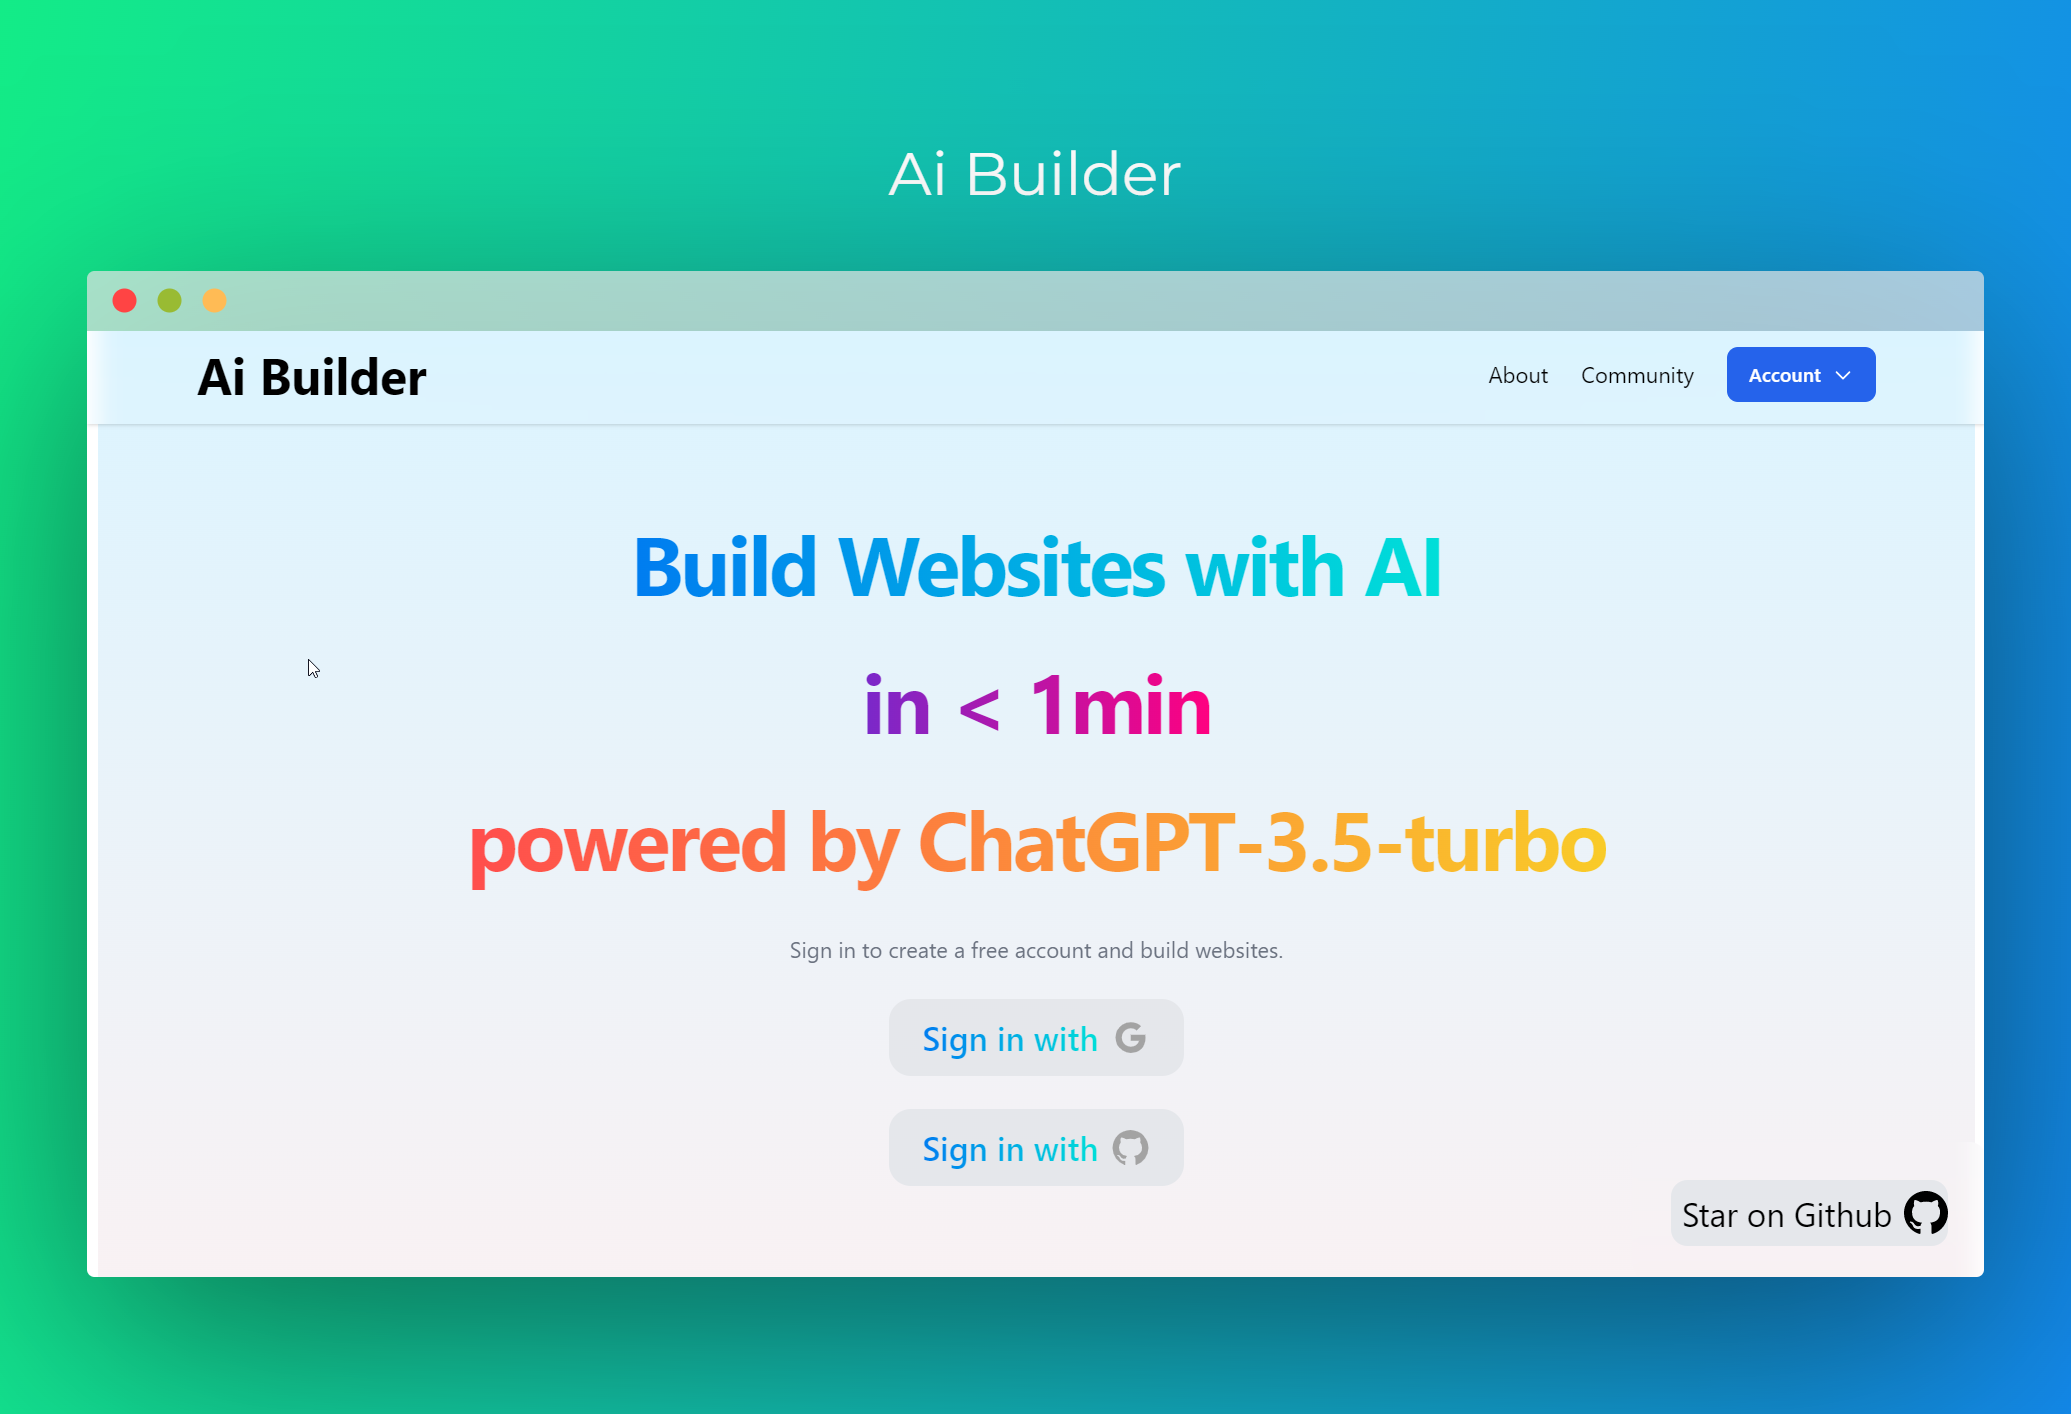 Ai Builder
Ai Builder
About
Community
Account
Build Websites with AI
in < 1min
powered by ChatGPT-3.5-turbo
Sign in to create a free account and build websites.
Sign in with
Sign in with
Star on Github